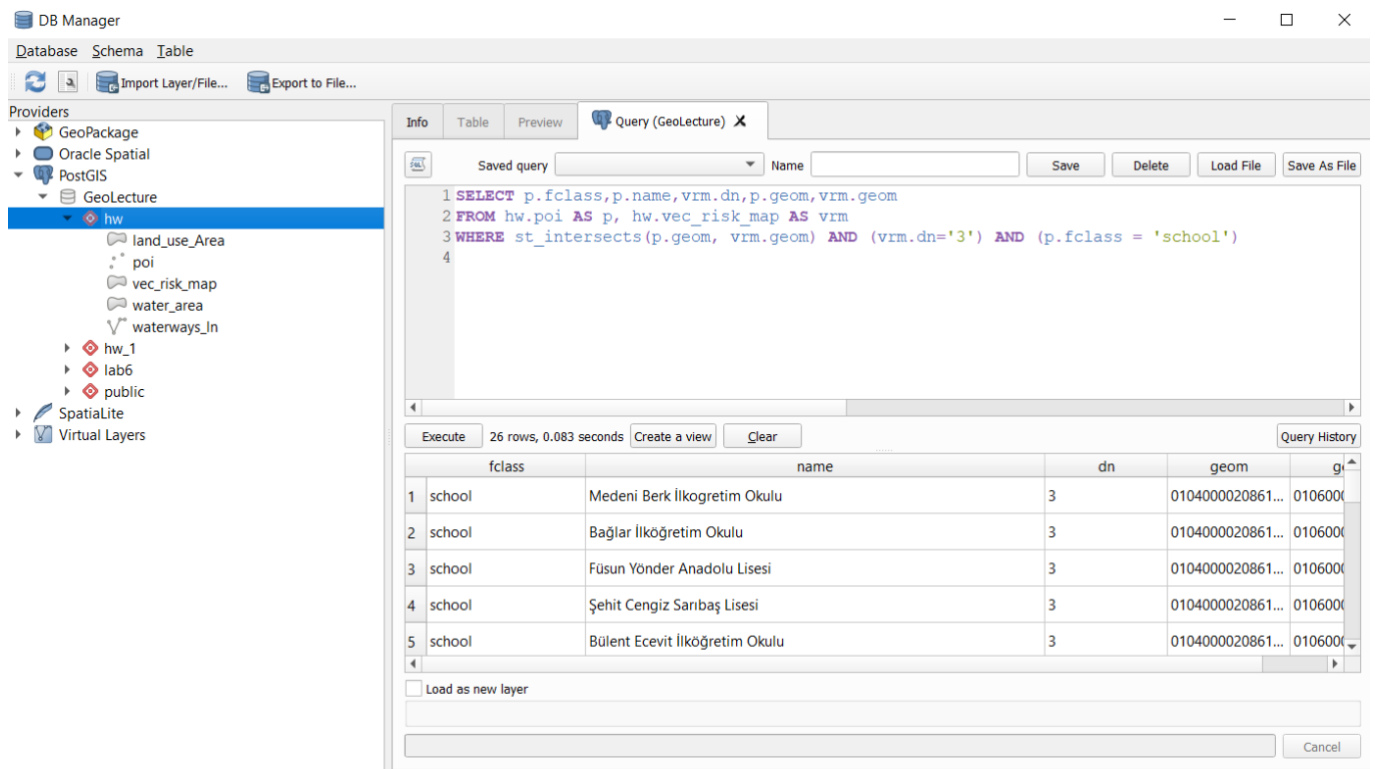 DB Manager
Database Schema Table
Import Layer/File... Export to File...
Providers
GeoPackage
Oracle Spatial
PostGIS
GeoLecture
hw
land_use_Area
poi
vec_risk_map
water_area
waterways_ln
hw_1
lab6
public
SpatiaLite
Virtual Layers
Info Table Preview Query (GeoLecture) X
Saved query Name Save Delete Load File Save As File
1 SELECT p.fclass,p.name,vrm.dn,p.geom,vrm.geom
2 FROM hw.poi AS p, hw.vec_risk_map AS vrm
3 WHERE st_intersects(p.geom, vrm.geom) AND (vrm.dn='3') AND (p.fclass = 'school')
4
Execute 26 rows, 0.083 seconds Create a view Clear Query History
fclass name dn geom
1 school Medeni Berk İlkogretim Okulu 3 0104000020861... 010600
2 school Bağlar İlköğretim Okulu 3 0104000020861... 010600
3 school Füsun Yönder Anadolu Lisesi 3 0104000020861... 010600
4 school Şehit Cengiz Sarıbaş Lisesi 3 0104000020861... 010600
5 school Bülent Ecevit İlköğretim Okulu 3 0104000020861... 010600
Load as new layer
Cancel